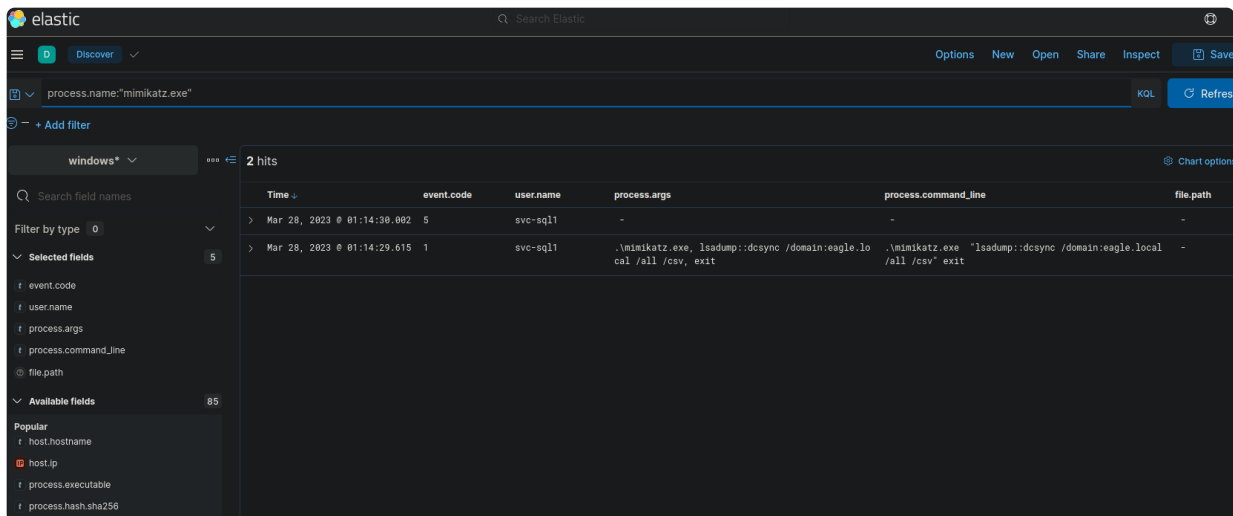 elastic
Search Elastic
D Discover Options New Open Share Inspect Save
process.name:"mimikatz.exe" KQL Refres
+ Add filter
windows* 2 hits Chart options
Search field names
Time event.code user.name process.args process.command_line file.path
Mar 28, 2023 @ 01:14:30.002 5 svc-sql1 - - -
Filter by type 0
Mar 28, 2023 @ 01:14:29.615 1 svc-sql1 .\mimikatz.exe, lsadump::dcsync /domain:eagle.lo .\mimikatz.exe "lsadump::dcsync /domain:eagle.local -
cal /all /csv, exit /all /csv" exit
Selected fields 5
t event.code
t user.name
t process.args
t process.command_line
file.path
Available fields 85
Popular
t host.hostname
host.ip
t process.executable
t process.hash.sha256